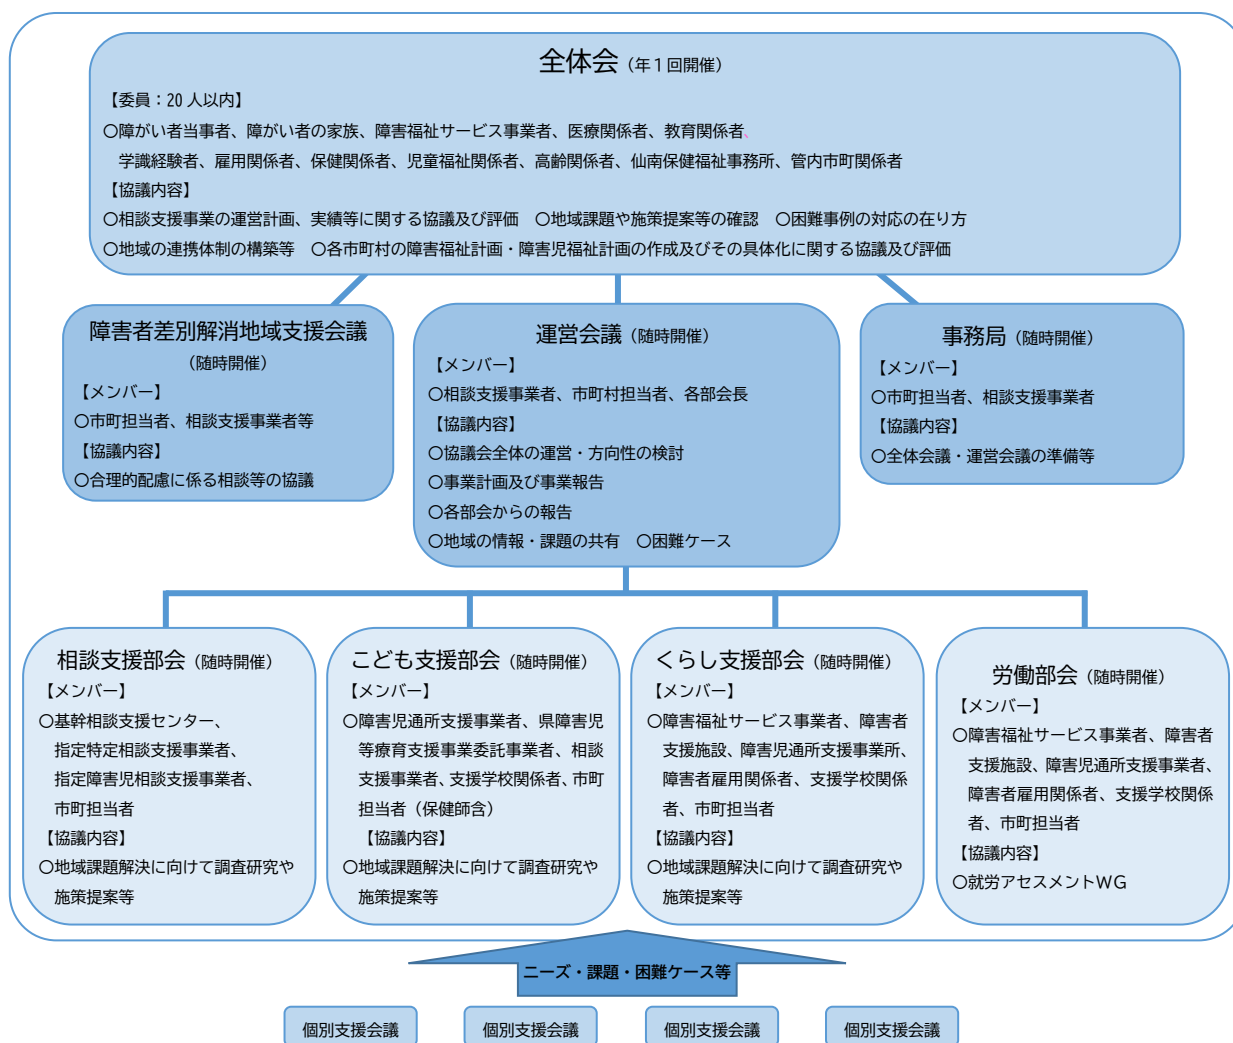 全体会（年１回開催）
【委員：20 人以内】
○障がい者当事者、障がい者の家族、障害福祉サービス事業者、医療関係者、教育関係者、
学識経験者、雇用関係者、保健関係者、児童福祉関係者、高齢関係者、仙南保健福祉事務所、管内市町関係者
【協議内容】
○相談支援事業の運営計画、実績等に関する協議及び評価　○地域課題や施策提案等の確認　○困難事例の対応の在り方
○地域の連携体制の構築等　○各市町村の障害福祉計画・障害児福祉計画の作成及びその具体化に関する協議及び評価
障害者差別解消地域支援会議
（随時開催）
【メンバー】
○市町担当者、相談支援事業者等
【協議内容】
○合理的配慮に係る相談等の協議
運営会議（随時開催）
【メンバー】
○相談支援事業者、市町村担当者、各部会長
【協議内容】
○協議会全体の運営・方向性の検討
○事業計画及び事業報告
○各部会からの報告
○地域の情報・課題の共有　○困難ケース
事務局（随時開催）
【メンバー】
○市町担当者、相談支援事業者
【協議内容】
○全体会議・運営会議の準備等
相談支援部会（随時開催）
【メンバー】
○基幹相談支援センター、
指定特定相談支援事業者、
指定障害児相談支援事業者、
市町担当者
【協議内容】
○地域課題解決に向けて調査研究や
施策提案等
こども支援部会（随時開催）
【メンバー】
○障害児通所支援事業者、県障害児
等療育支援事業委託事業者、相談
支援事業者、支援学校関係者、市町
担当者（保健師含）
【協議内容】
○地域課題解決に向けて調査研究や
施策提案等
くらし支援部会（随時開催）
【メンバー】
○障害福祉サービス事業者、障害者
支援施設、障害児通所支援事業所、
障害者雇用関係者、支援学校関係
者、市町担当者
【協議内容】
○地域課題解決に向けて調査研究や
施策提案等
労働部会（随時開催）
【メンバー】
○障害福祉サービス事業者、障害者
支援施設、障害児通所支援事業者、
障害者雇用関係者、支援学校関係
者、市町担当者
【協議内容】
○就労アセスメントＷＧ
ニーズ・課題・困難ケース等
個別支援会議
個別支援会議
個別支援会議
個別支援会議